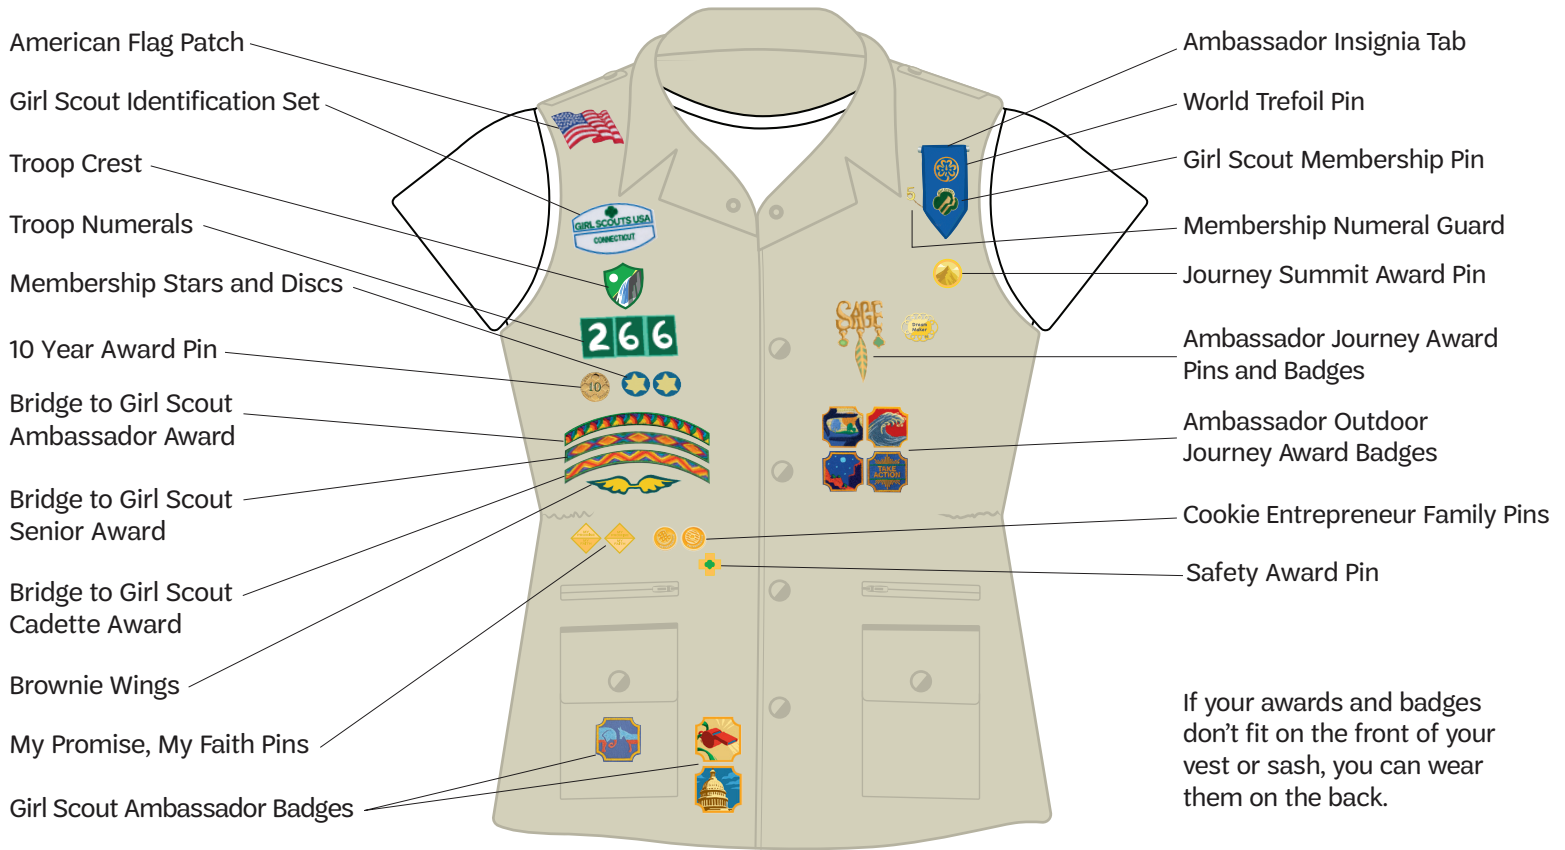 American Flag Patch
Girl Scout Identification Set
Troop Crest
Troop Numerals
Membership Stars and Discs
10 Year Award Pin
Bridge to Girl Scout
Ambassador Award
Bridge to Girl Scout
Senior Award
Bridge to Girl Scout
Cadette Award
Brownie Wings
My Promise, My Faith Pins
Girl Scout Ambassador Badges
GIRL SCOUTS USA
CONNECTICUT
266
10
5
SAGE
Dream
Maker
TAKE
ACTION
Ambassador Insignia Tab
World Trefoil Pin
Girl Scout Membership Pin
Membership Numeral Guard
Journey Summit Award Pin
Ambassador Journey Award
Pins and Badges
Ambassador Outdoor
Journey Award Badges
Cookie Entrepreneur Family Pins
Safety Award Pin
If your awards and badges
don’t fit on the front of your
vest or sash, you can wear
them on the back.